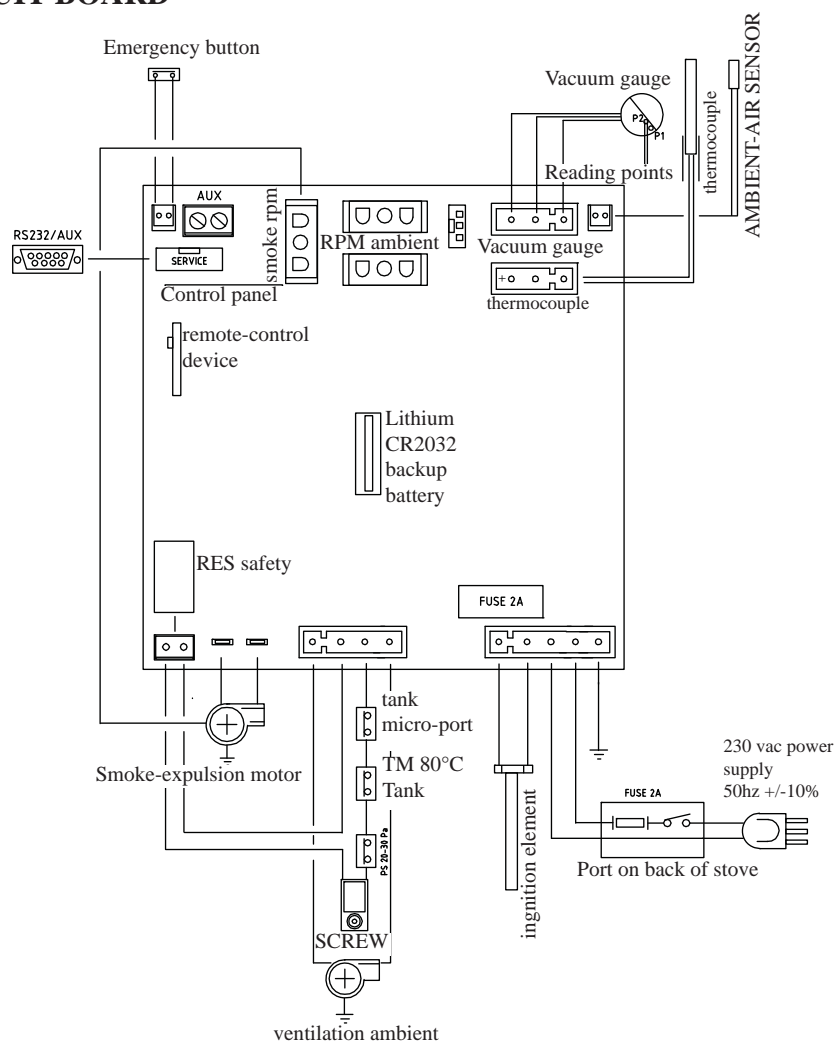 BOARD
Emergency button
Vacuum gauge
P2
P1
Reading points
thermocouple
AMBIENT-AIR SENSOR
AUX
smoke rpm
RPM ambient
Vacuum gauge
RS232/AUX
SERVICE
Control panel
+
thermocouple
remote-control
device
Lithium
CR2032
backup
battery
RES safety
FUSE 2A
tank
micro-port
TM 80°C
Tank
PS 20-30 Pa
SCREW
Smoke-expulsion motor
ventilation ambient
ingnition element
230 vac power
supply
50hz +/-10%
FUSE 2A
Port on back of stove